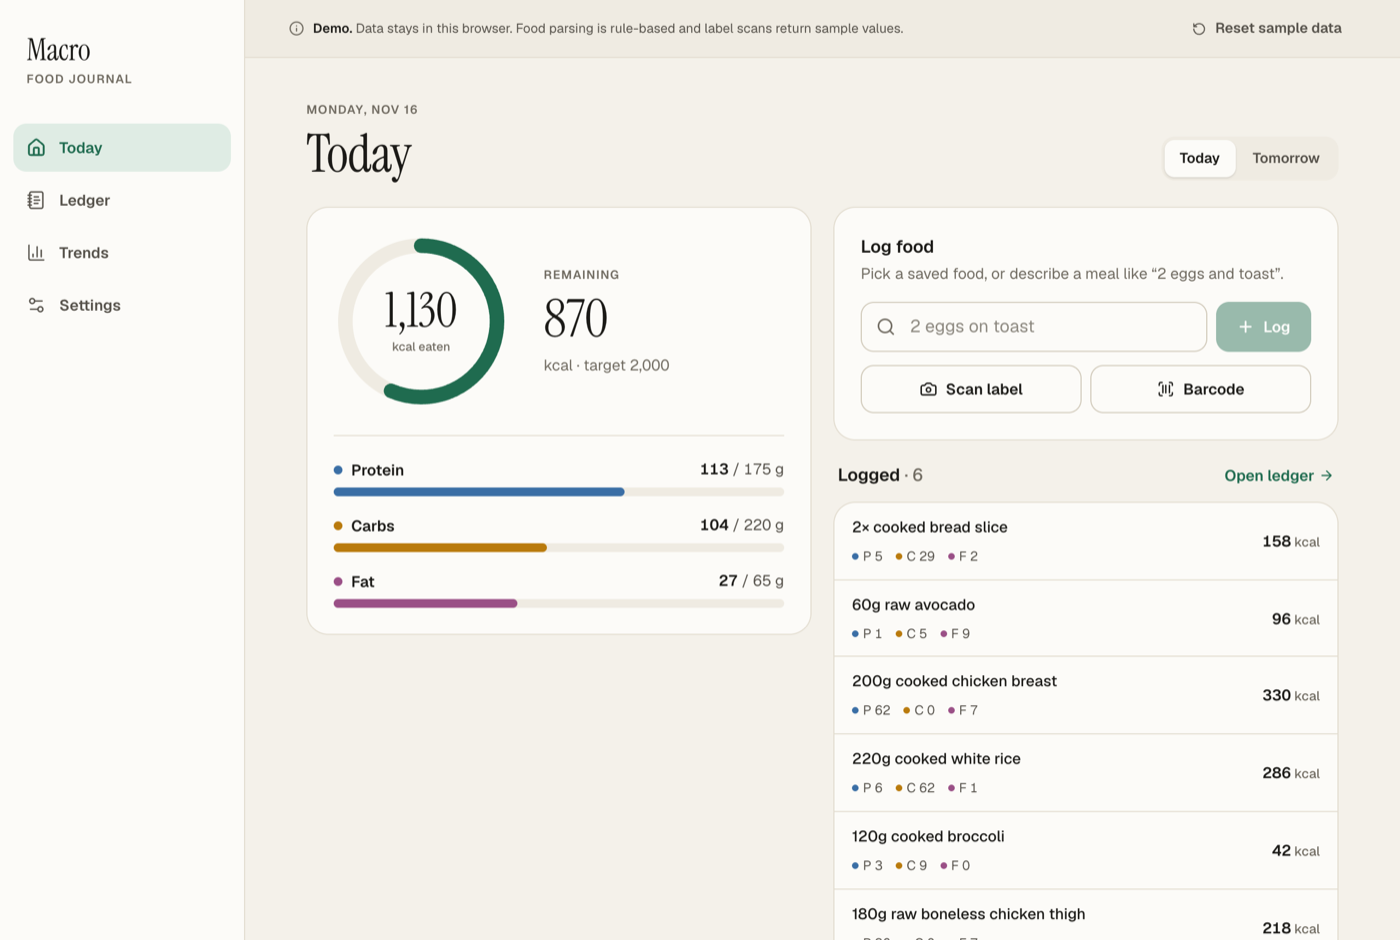 Macro
FOOD JOURNAL
Today
Ledger
Trends
Settings
Demo. Data stays in this browser. Food parsing is rule-based and label scans return sample values.
Reset sample data
MONDAY, NOV 16
Today
Today
Tomorrow
1,130
kcal eaten
REMAINING
870
kcal · target 2,000
Protein
113 / 175 g
Carbs
104 / 220 g
Fat
27 / 65 g
Log food
Pick a saved food, or describe a meal like “2 eggs and toast”.
2 eggs on toast
Log
Scan label
Barcode
Logged · 6
Open ledger →
2× cooked bread slice
P 5 C 29 F 2
158 kcal
60g raw avocado
P 1 C 5 F 9
96 kcal
200g cooked chicken breast
P 62 C 0 F 7
330 kcal
220g cooked white rice
P 6 C 62 F 1
286 kcal
120g cooked broccoli
P 3 C 9 F 0
42 kcal
180g raw boneless chicken thigh
218 kcal